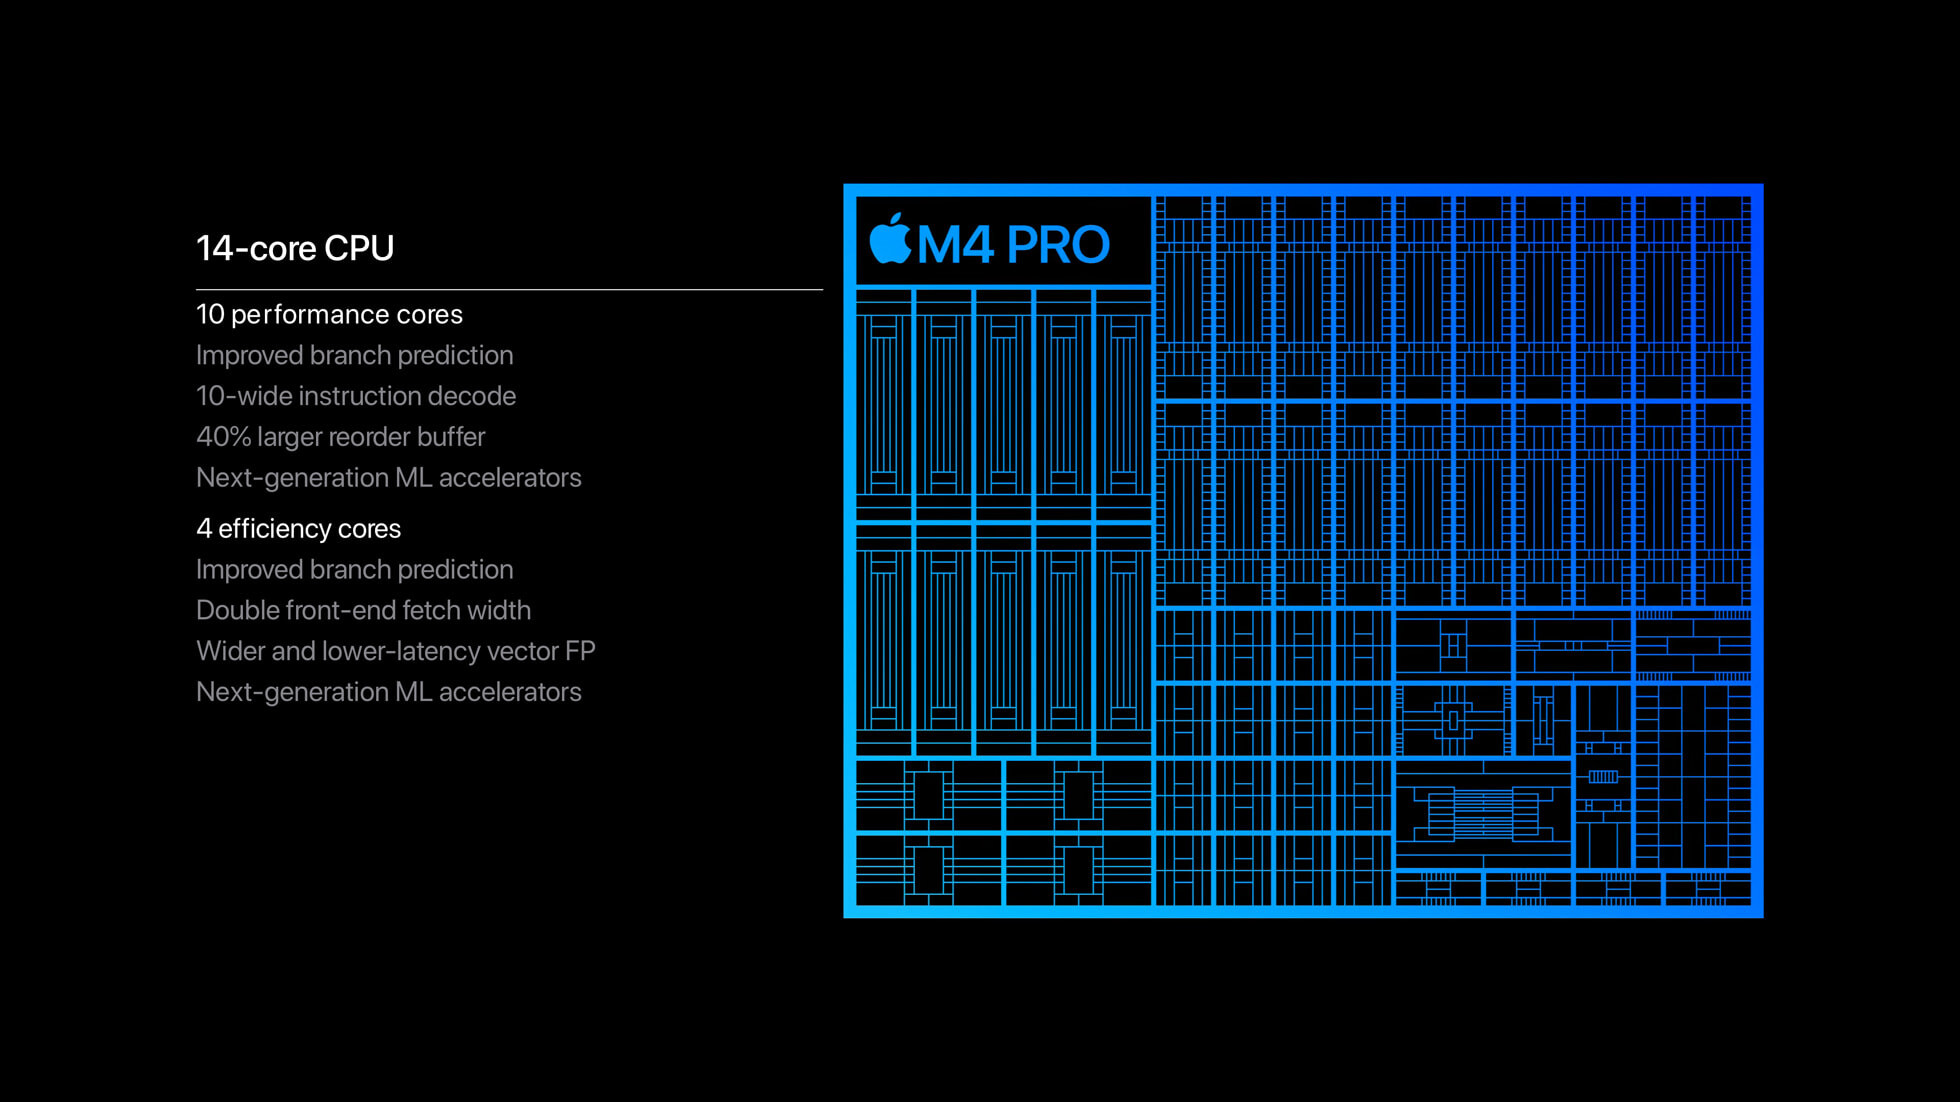 14-core CPU
10 performance cores
Improved branch prediction
10-wide instruction decode
40% larger reorder buffer
Next-generation ML accelerators
4 efficiency cores
Improved branch prediction
Double front-end fetch width
Wider and lower-latency vector FP
Next-generation ML accelerators
M4 PRO